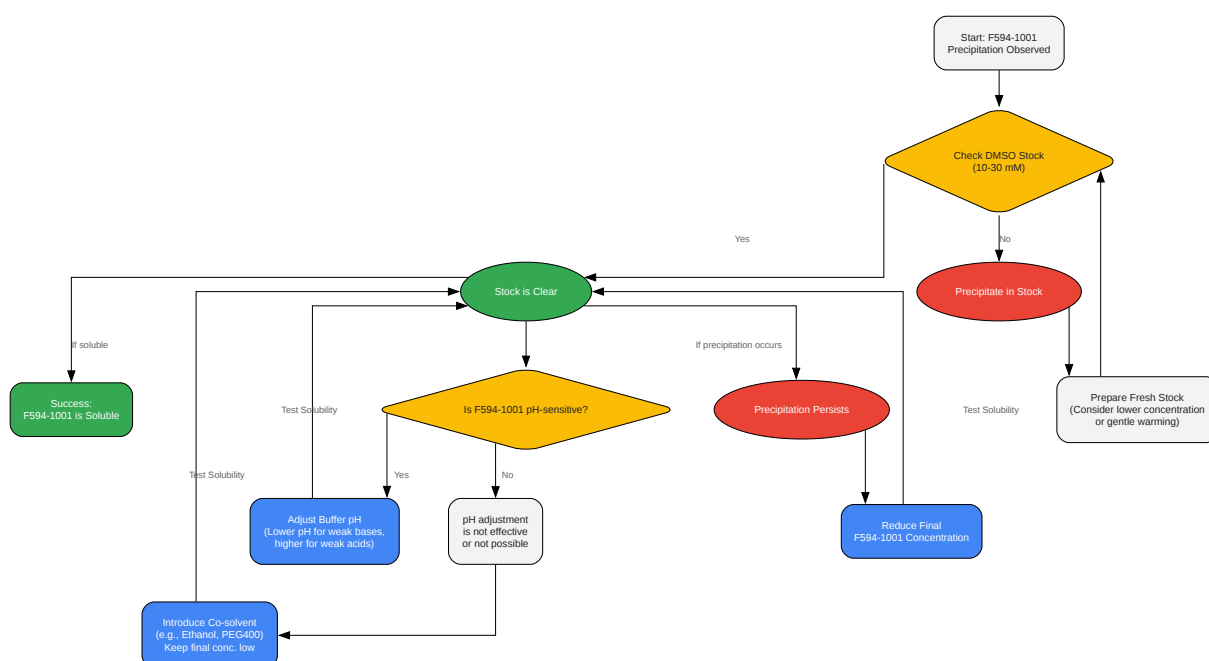 Start: F594-1001
Precipitation Observed
Check DMSO Stock
(10-30 mM)
Yes
No
Stock is Clear
Precipitate in Stock
If soluble
If precipitation occurs
Success:
F594-1001 is Soluble
Test Solubility
Is F594-1001 pH-sensitive?
Precipitation Persists
Test Solubility
Prepare Fresh Stock
(Consider lower concentration
or gentle warming)
Test Solubility
Yes
No
Adjust Buffer pH
(Lower pH for weak bases,
higher for weak acids)
pH adjustment
is not effective
or not possible
Reduce Final
F594-1001 Concentration
Introduce Co-solvent
(e.g., Ethanol, PEG400)
Keep final conc. low